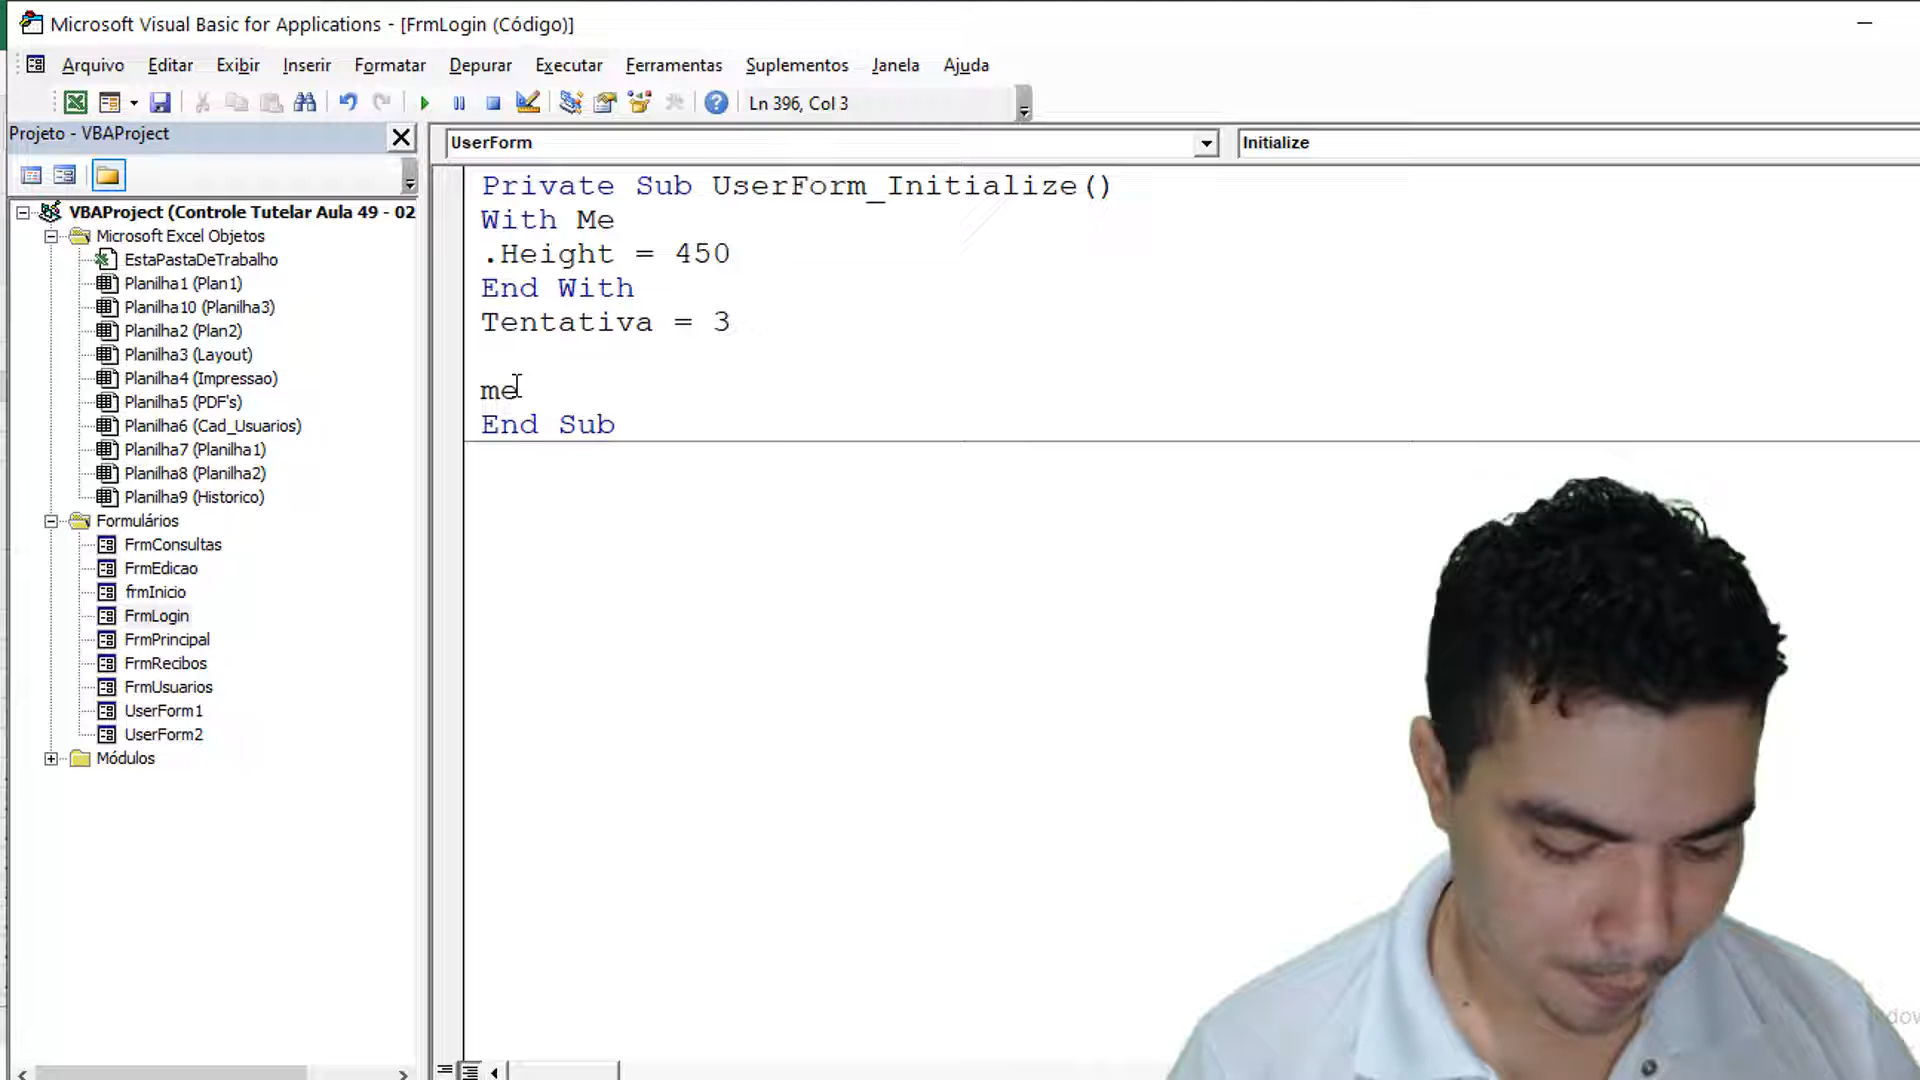 Microsoft Visual Basic for Applications - [FrmLogin (Código)]
Arquivo Editar Exibir Inserir Formatar Depurar Executar Ferramentas Suplementos Janela Ajuda
Ln 396, Col 3
Projeto - VBAProject
UserForm
Initialize
VBAProject (Controle Tutelar Aula 49 - 02
Microsoft Excel Objetos
EstaPastaDeTrabalho
Planilha1 (Plan1)
Planilha10 (Planilha3)
Planilha2 (Plan2)
Planilha3 (Layout)
Planilha4 (Impressao)
Planilha5 (PDF's)
Planilha6 (Cad_Usuarios)
Planilha7 (Planilha1)
Planilha8 (Planilha2)
Planilha9 (Historico)
Formulários
FrmConsultas
FrmEdicao
frmInicio
FrmLogin
FrmPrincipal
FrmRecibos
FrmUsuarios
UserForm1
UserForm2
Módulos
Private Sub UserForm_Initialize()
With Me
.Height = 450
End With
Tentativa = 3
me
End Sub